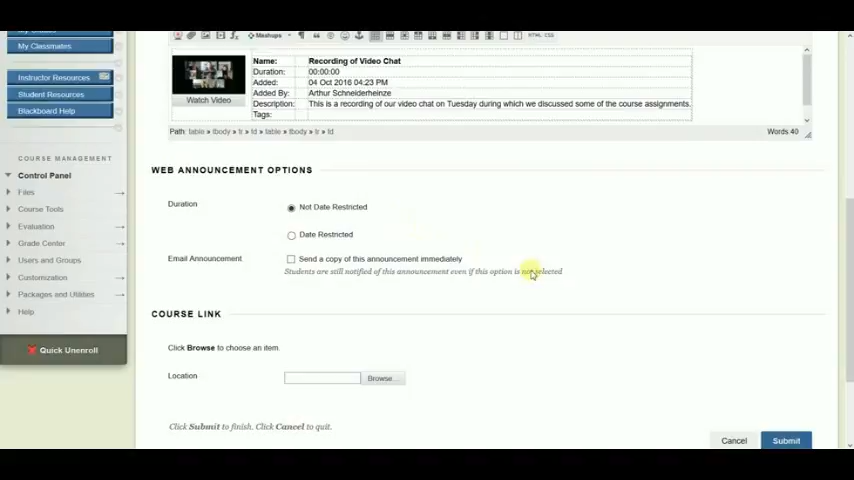 My Classmates
Instructor Resources
Student Resources
Blackboard Help
COURSE MANAGEMENT
Control Panel
Files
Course Tools
Evaluation
Grade Center
Users and Groups
Customization
Packages and Utilities
Help
Quick Unenroll
Mashups
HTML CSS
Watch Video
Name: Recording of Video Chat
Duration: 00:00:00
Added: 04 Oct 2016 04:23 PM
Added By: Arthur Schneiderheinze
Description: This is a recording of our video chat on Tuesday during which we discussed some of the course assignments.
Tags:
Path: table » tbody » tr » td » table » tbody » tr » td
Words 40
WEB ANNOUNCEMENT OPTIONS
Duration
Not Date Restricted
Date Restricted
Email Announcement
Send a copy of this announcement immediately
Students are still notified of this announcement even if this option is not selected
COURSE LINK
Click Browse to choose an item.
Location
Browse...
Click Submit to finish. Click Cancel to quit.
Cancel
Submit